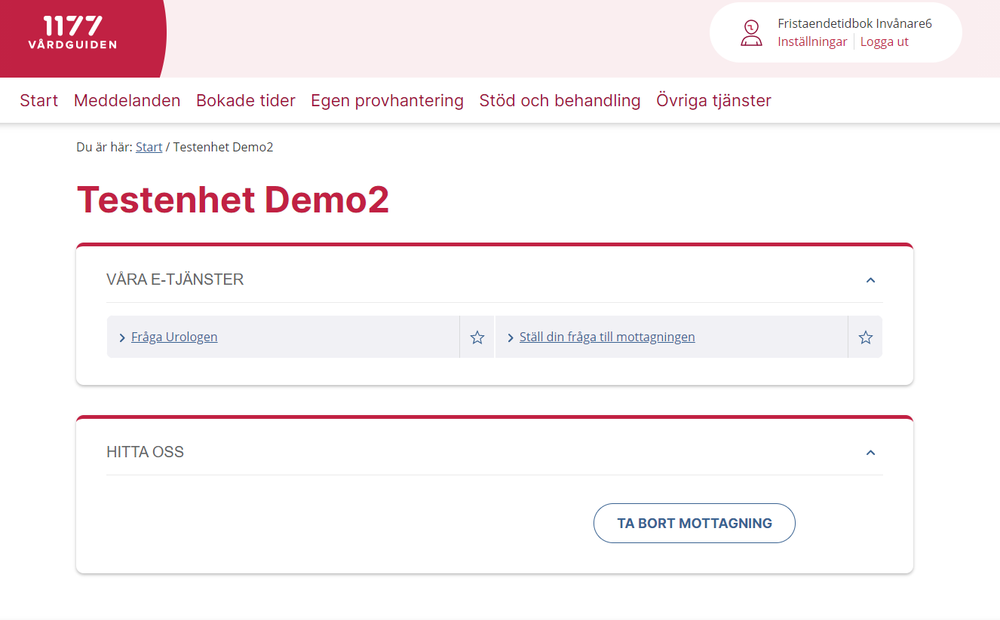 1177
VÅRDGUIDEN
Fristaendetidbok Invånare6
Inställningar Logga ut
Start Meddelanden Bokade tider Egen provhantering Stöd och behandling Övriga tjänster
Du är här: Start / Testenhet Demo2
Testenhet Demo2
VÅRA E-TJÄNSTER
Fråga Urologen Ställ din fråga till mottagningen
HITTA OSS
TA BORT MOTTAGNING